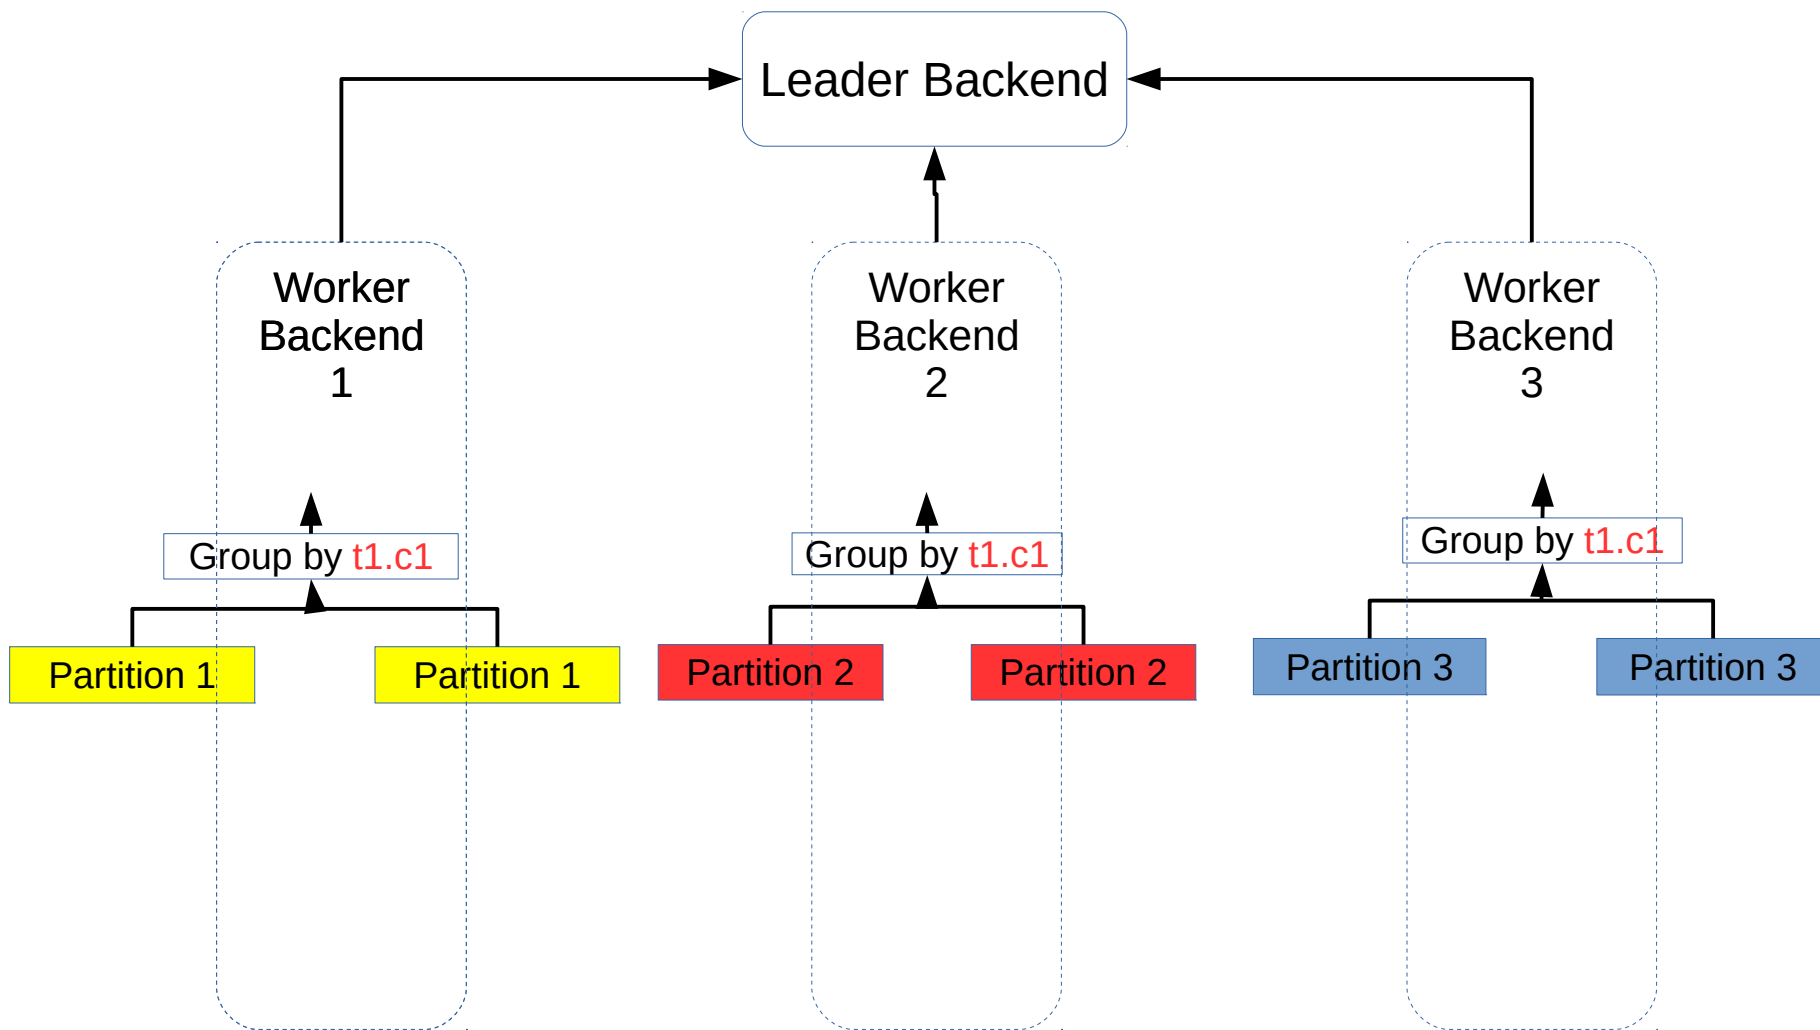 Leader Backend
Worker
Backend
1
Worker
Backend
2
Worker
Backend
3
Group by t1.c1
Group by t1.c1
Group by t1.c1
Partition 1
Partition 1
Partition 2
Partition 2
Partition 3
Partition 3